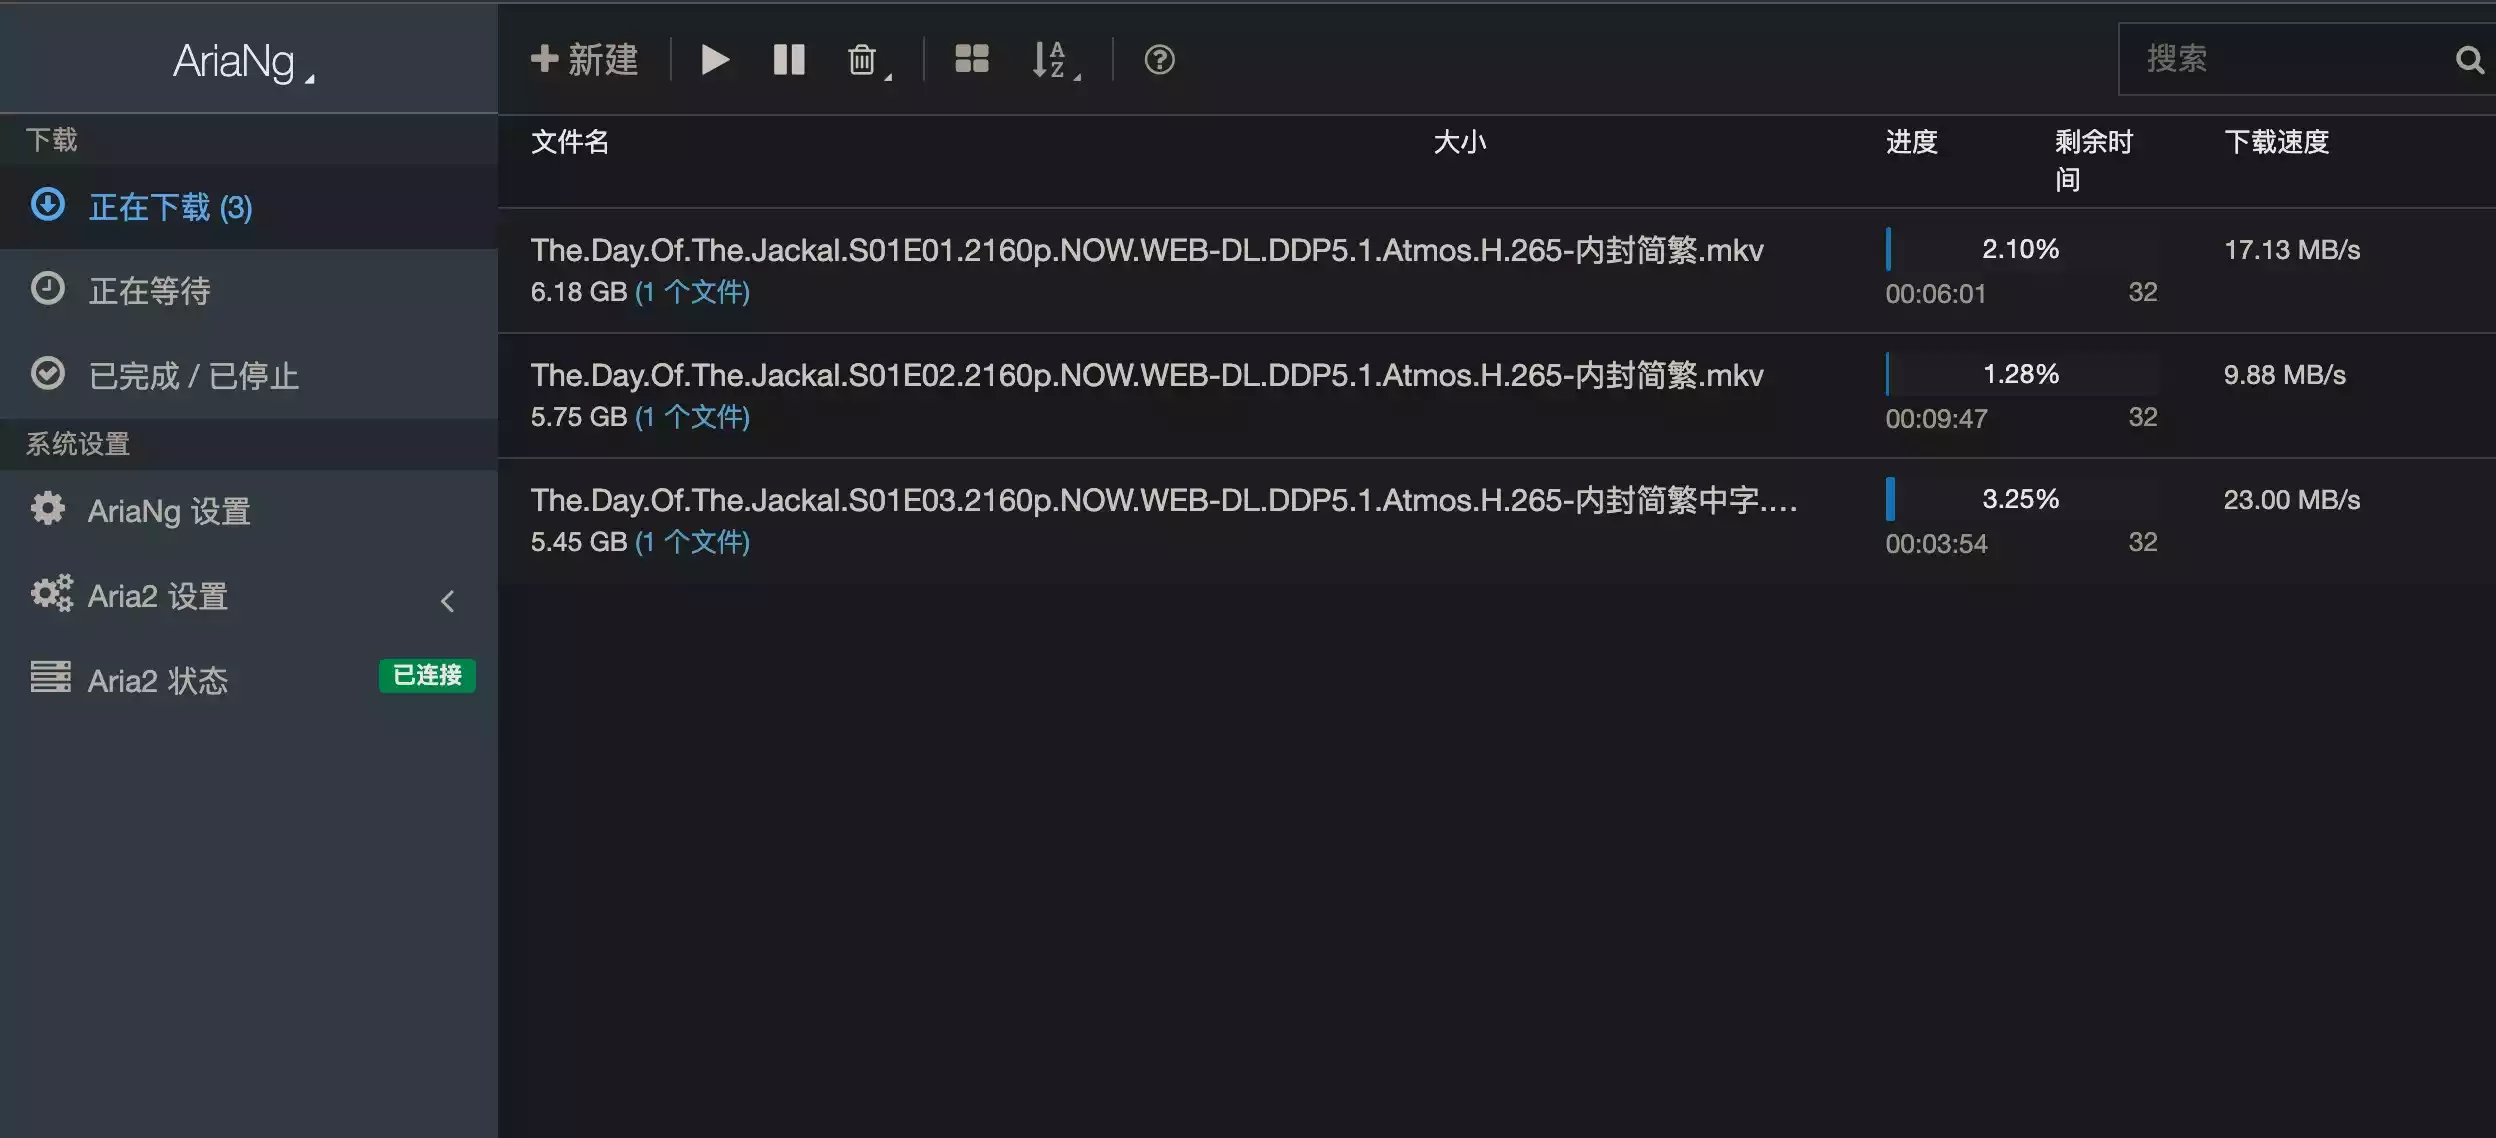 AriaNg
新建
搜索
下载
正在下载 (3)
正在等待
已完成 / 已停止
系统设置
AriaNg 设置
Aria2 设置
Aria2 状态 已连接
文件名 大小 进度 剩余时间 下载速度
The.Day.Of.The.Jackal.S01E01.2160p.NOW.WEB-DL.DDP5.1.Atmos.H.265-内封简繁.mkv 2.10% 17.13 MB/s
6.18 GB (1 个文件) 00:06:01 32
The.Day.Of.The.Jackal.S01E02.2160p.NOW.WEB-DL.DDP5.1.Atmos.H.265-内封简繁.mkv 1.28% 9.88 MB/s
5.75 GB (1 个文件) 00:09:47 32
The.Day.Of.The.Jackal.S01E03.2160p.NOW.WEB-DL.DDP5.1.Atmos.H.265-内封简繁中字.... 3.25% 23.00 MB/s
5.45 GB (1 个文件) 00:03:54 32